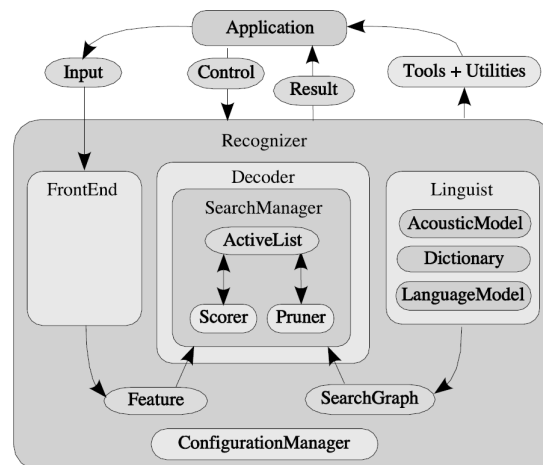 Application
Input
Control
Result
Tools + Utilities
Recognizer
FrontEnd
Decoder
SearchManager
ActiveList
Scorer
Pruner
Linguist
AcousticModel
Dictionary
LanguageModel
Feature
SearchGraph
ConfigurationManager